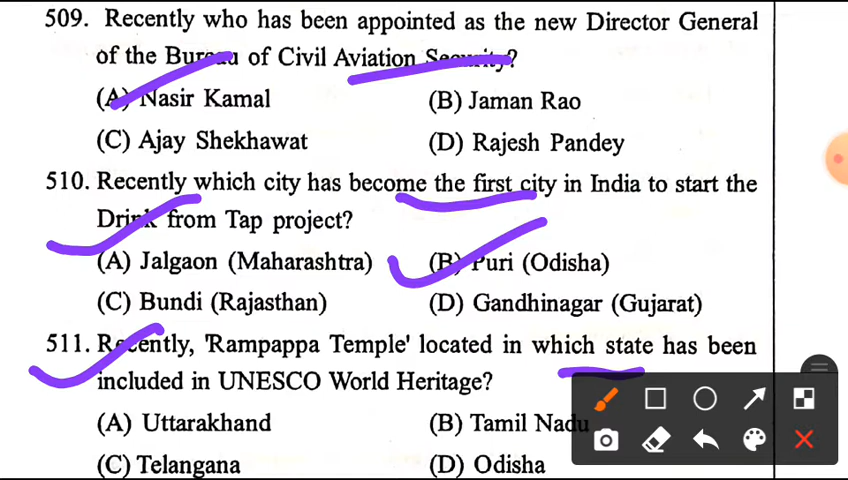 509. Recently who has been appointed as the new Director General
of the Bureau of Civil Aviation Security?
(A) Nasir Kamal (B) Jaman Rao
(C) Ajay Shekhawat (D) Rajesh Pandey
510. Recently which city has become the first city in India to start the
Drink from Tap project?
(A) Jalgaon (Maharashtra) (B) Puri (Odisha)
(C) Bundi (Rajasthan) (D) Gandhinagar (Gujarat)
511. Recently, 'Rampappa Temple' located in which state has been
included in UNESCO World Heritage?
(A) Uttarakhand (B) Tamil Nadu
(C) Telangana (D) Odisha